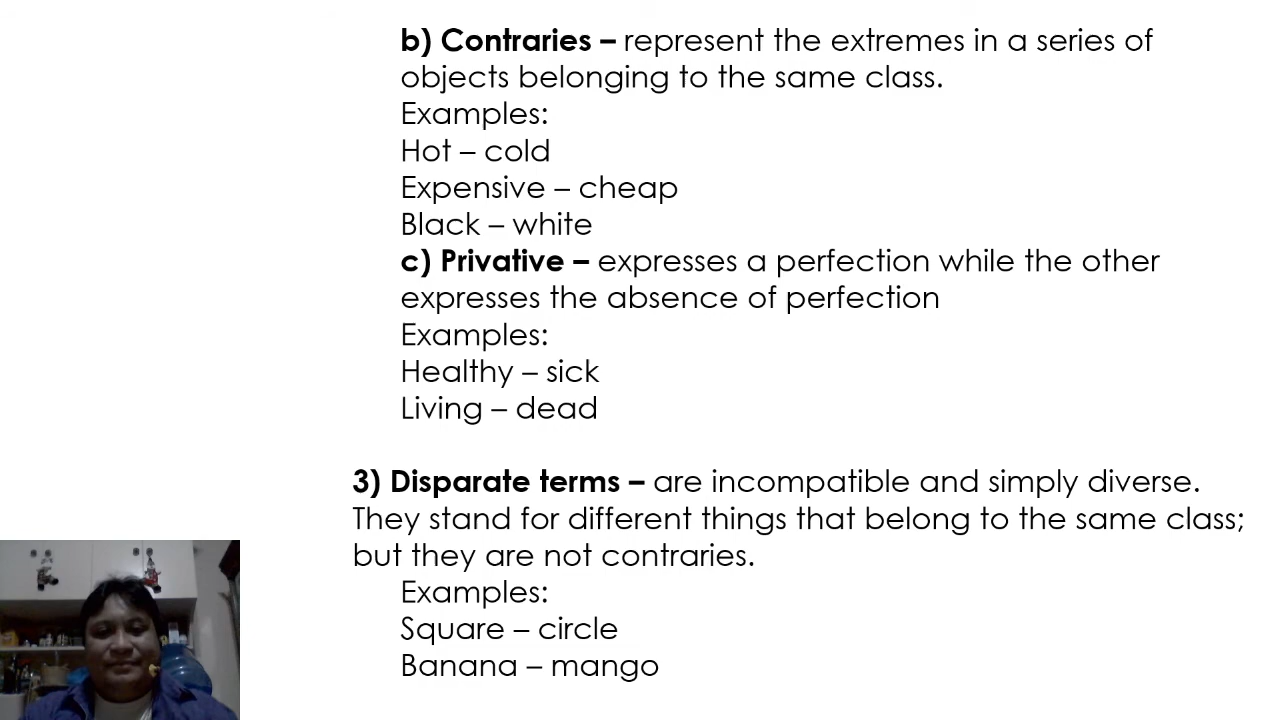 b) Contraries – represent the extremes in a series of
objects belonging to the same class.
Examples:
Hot – cold
Expensive – cheap
Black – white
c) Privative – expresses a perfection while the other
expresses the absence of perfection
Examples:
Healthy – sick
Living – dead
3) Disparate terms – are incompatible and simply diverse.
They stand for different things that belong to the same class;
but they are not contraries.
Examples:
Square – circle
Banana – mango